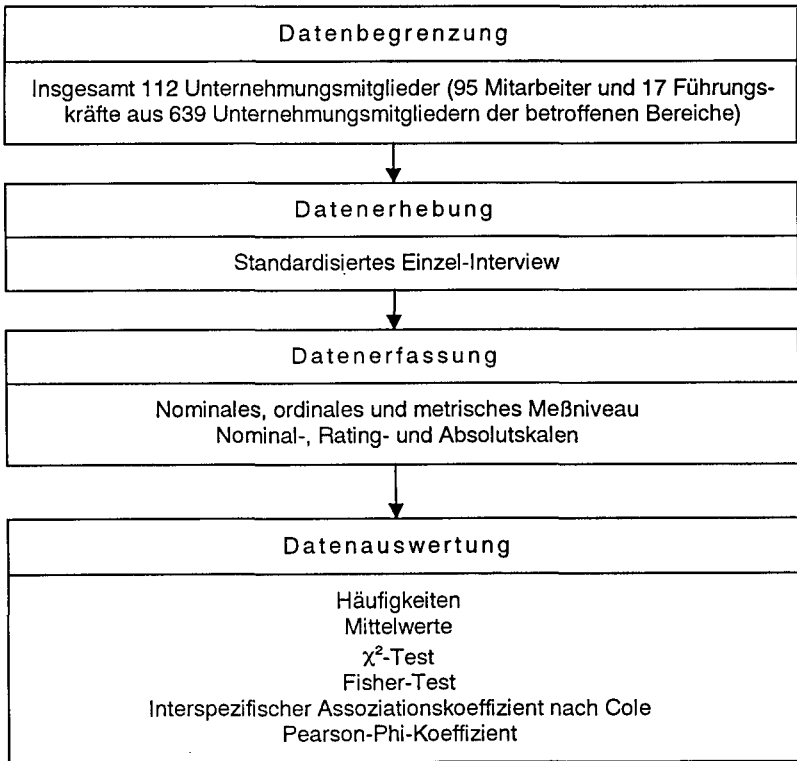 Datenbegrenzung
Insgesamt 112 Unternehmungsmitglieder (95 Mitarbeiter und 17 Führungs-
kräfte aus 639 Unternehmungsmitgliedern der betroffenen Bereiche)
Datenerhebung
Standardisiertes Einzel-Interview
Datenerfassung
Nominales, ordinales und metrisches Meßniveau
Nominal-, Rating- und Absolutskalen
Datenauswertung
Häufigkeiten
Mittelwerte
χ²-Test
Fisher-Test
Interspezifischer Assoziationskoeffizient nach Cole
Pearson-Phi-Koeffizient